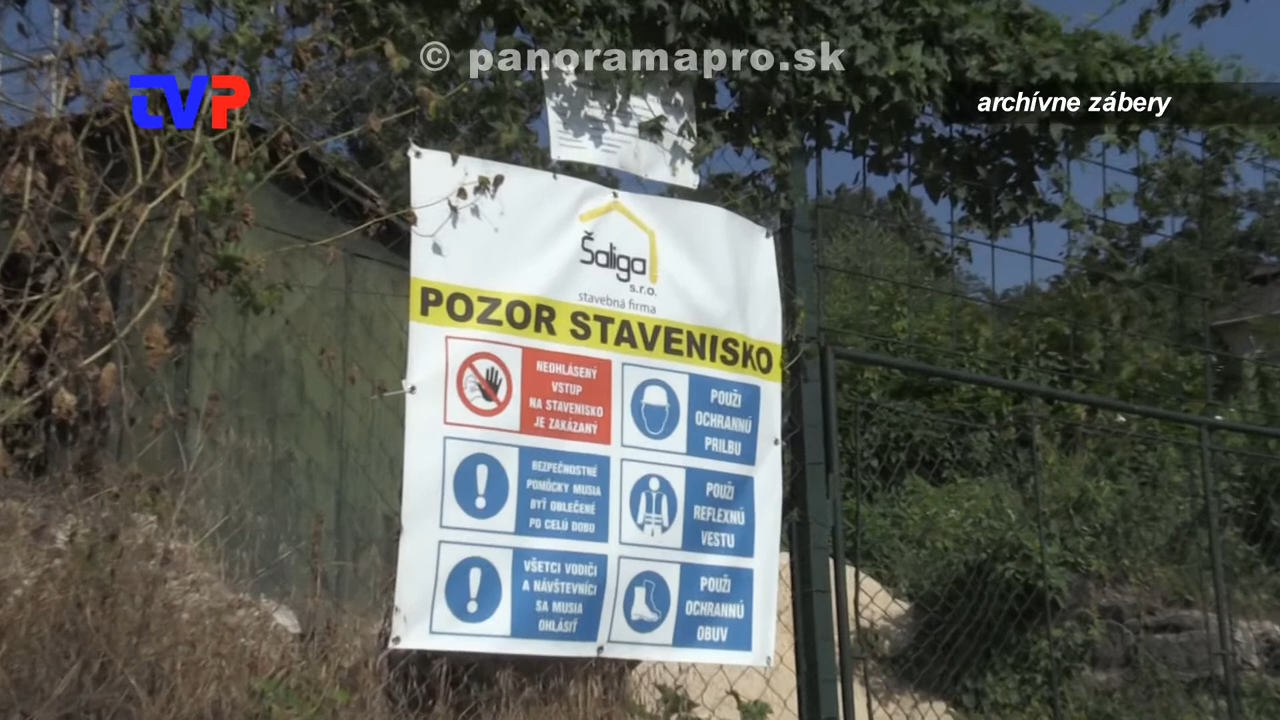 © panoramapro.sk
TVP
archívne zábery
Šaliga
s.r.o.
stavebná firma
POZOR STAVENISKO
NEOHLÁSENÝ
VSTUP
NA STAVENISKO
JE ZAKÁZANÝ
POUŽI
OCHRANNÚ
PRILBU
BEZPEČNOSTNÉ
POMÔCKY MUSIA
BYŤ OBLEČENÉ
PO CELÚ DOBU
POUŽI
REFLEXNÚ
VESTU
VŠETCI VODIČI
A NÁVŠTEVNÍCI
SA MUSIA
OHLÁSIŤ
POUŽI
OCHRANNÚ
OBUV